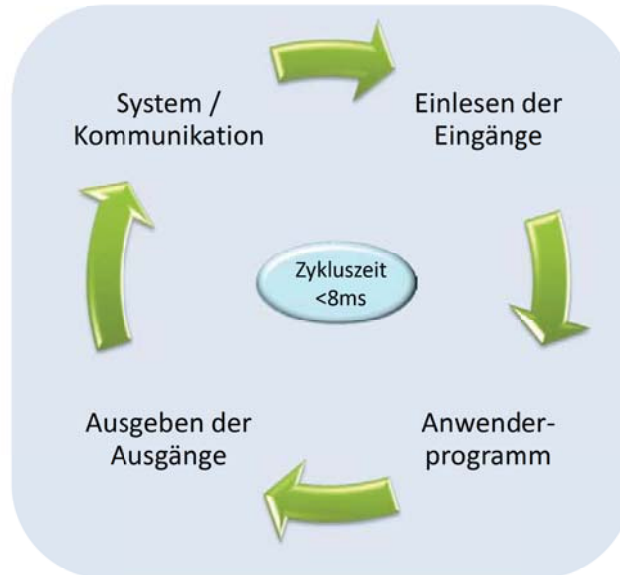 System /
Kommunikation
Einlesen der
Eingänge
Zykluszeit
<8ms
Ausgeben der
Ausgänge
Anwender-
programm